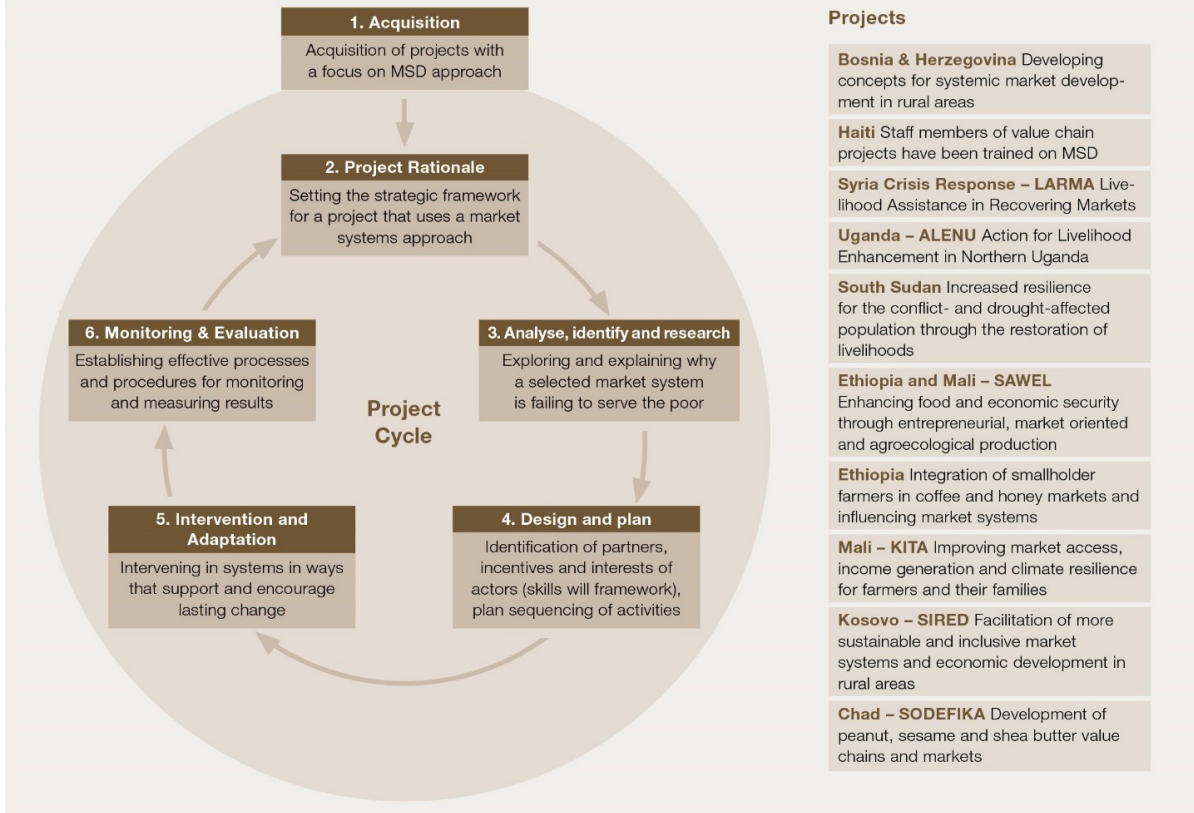 1. Acquisition
Acquisition of projects with
a focus on MSD approach
2. Project Rationale
Setting the strategic framework
for a project that uses a market
systems approach
3. Analyse, identify and research
Exploring and explaining why
a selected market system
is failing to serve the poor
4. Design and plan
Identification of partners,
incentives and interests of
actors (skills will framework),
plan sequencing of activities
5. Intervention and
Adaptation
Intervening in systems in ways
that support and encourage
lasting change
6. Monitoring & Evaluation
Establishing effective processes
and procedures for monitoring
and measuring results
Project
Cycle
Projects
Bosnia & Herzegovina Developing
concepts for systemic market develop-
ment in rural areas
Haiti Staff members of value chain
projects have been trained on MSD
Syria Crisis Response – LARMA Live-
lihood Assistance in Recovering Markets
Uganda – ALENU Action for Livelihood
Enhancement in Northern Uganda
South Sudan Increased resilience
for the conflict- and drought-affected
population through the restoration of
livelihoods
Ethiopia and Mali – SAWEL
Enhancing food and economic security
through entrepreneurial, market oriented
and agroecological production
Ethiopia Integration of smallholder
farmers in coffee and honey markets and
influencing market systems
Mali – KITA Improving market access,
income generation and climate resilience
for farmers and their families
Kosovo – SIRED Facilitation of more
sustainable and inclusive market
systems and economic development in
rural areas
Chad – SODEFIKA Development of
peanut, sesame and shea butter value
chains and markets